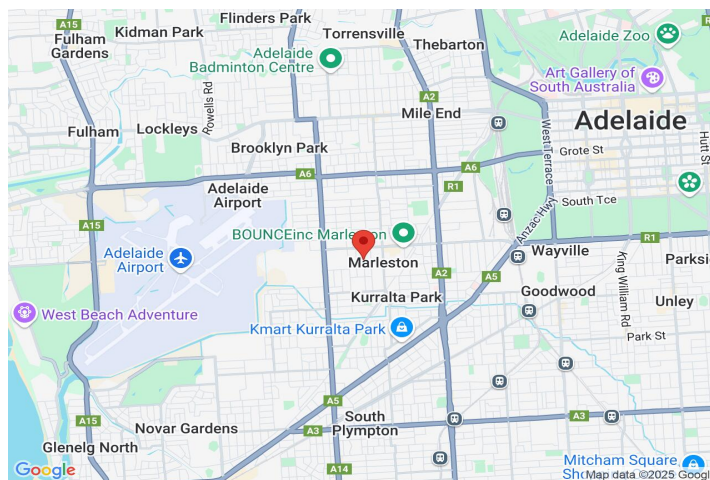 A15
Flinders Park
Kidman Park
Torrensville
Fulham
Gardens
Adelaide
Badminton Centre
Thebarton
Adelaide Zoo
Art Gallery of
South Australia
Rowells Rd
A2
Mile End
West Terrace
Adelaide
Hutt St
Fulham
Lockleys
Brooklyn Park
Grote St
A6
A6
Adelaide
Airport
R1
South Tce
A15
BOUNCEinc Marleston
Anzac Hwy
R1
Adelaide
Airport
Marleston
A2
Wayville
King William Rd
Parksi
A5
Kurralta Park
Goodwood
Unley
West Beach Adventure
Kmart Kurralta Park
Park St
A5
South
Plympton
A3
A15
Novar Gardens
A3
Glenelg North
A14
Mitcham Square
Google
Map data ©2025 Google